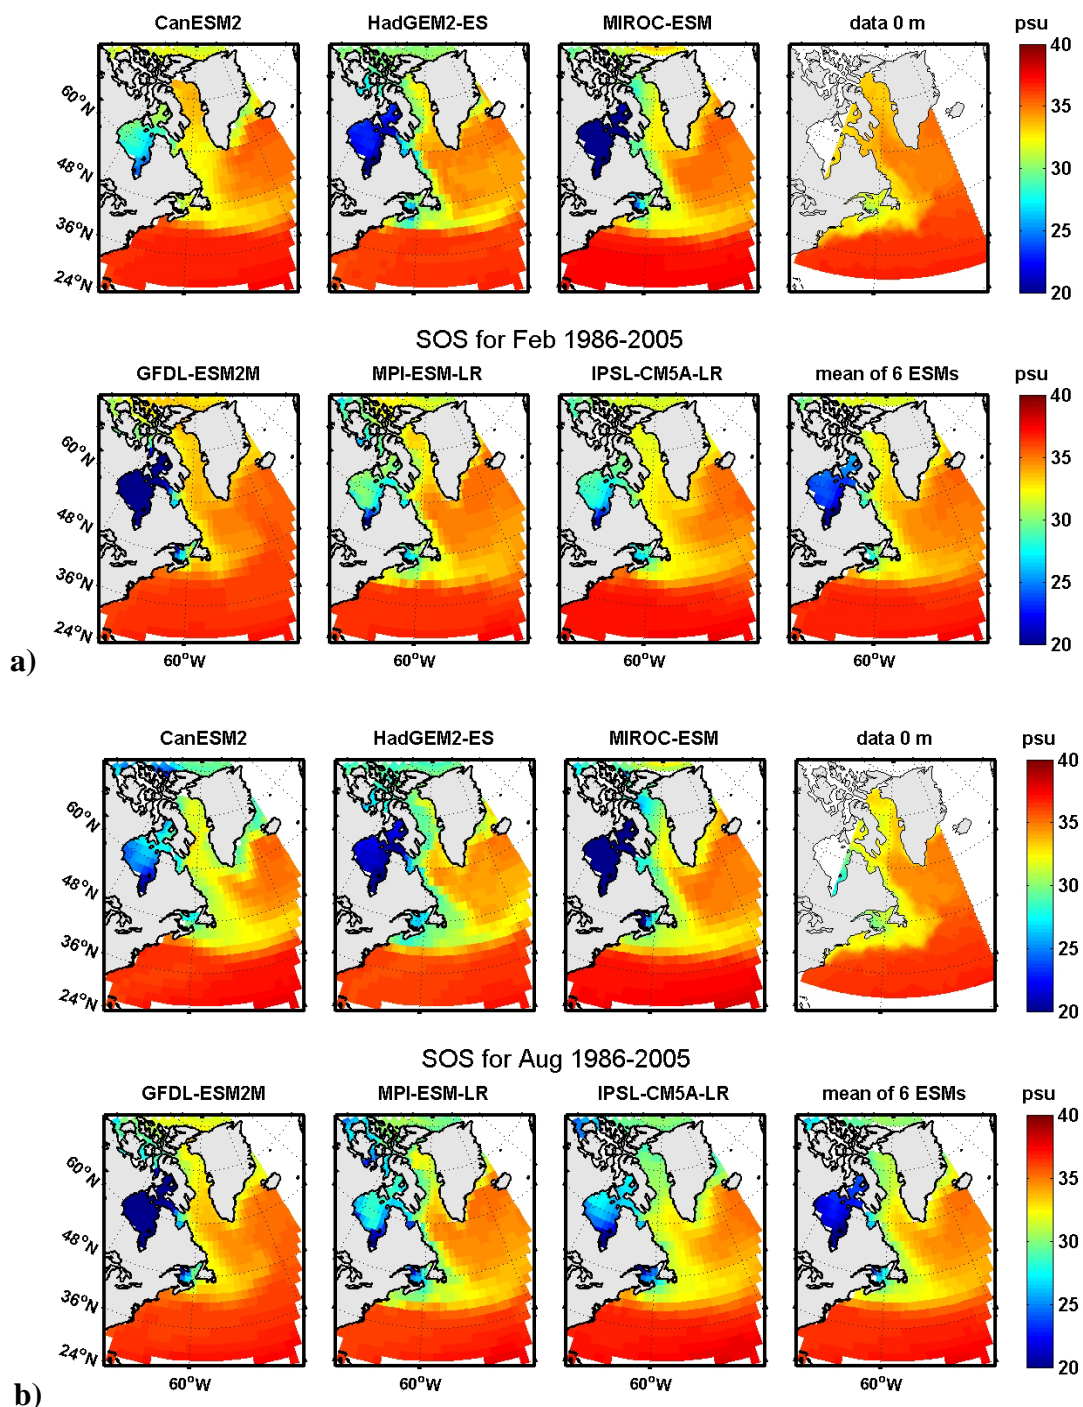 CanESM2 HadGEM2-ES MIROC-ESM data 0 m psu
60°N
48°N
36°N
24°N
40
35
30
25
20
SOS for Feb 1986-2005
GFDL-ESM2M MPI-ESM-LR IPSL-CM5A-LR mean of 6 ESMs psu
60°N
48°N
36°N
24°N
40
35
30
25
20
60°W 60°W 60°W 60°W
a)
CanESM2 HadGEM2-ES MIROC-ESM data 0 m psu
60°N
48°N
36°N
24°N
40
35
30
25
20
SOS for Aug 1986-2005
GFDL-ESM2M MPI-ESM-LR IPSL-CM5A-LR mean of 6 ESMs psu
60°N
48°N
36°N
24°N
40
35
30
25
20
60°W 60°W 60°W 60°W
b)